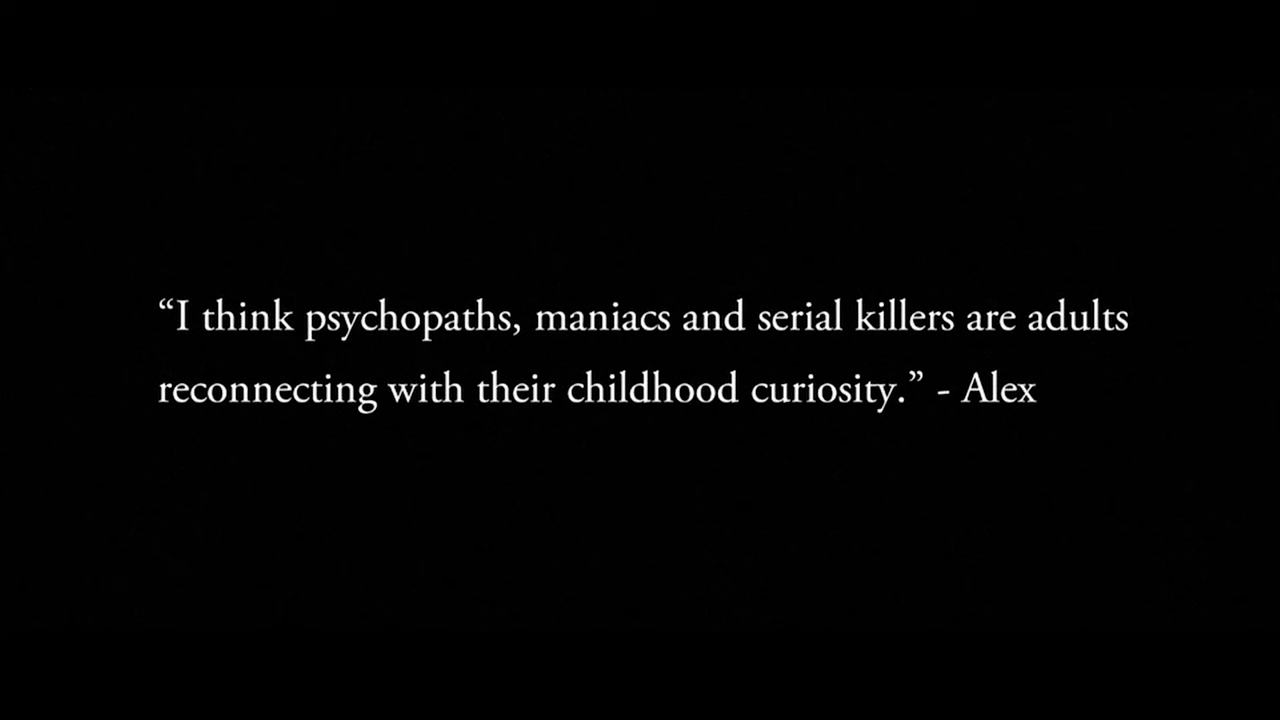 “I think psychopaths, maniacs and serial killers are adults
reconnecting with their childhood curiosity.” - Alex